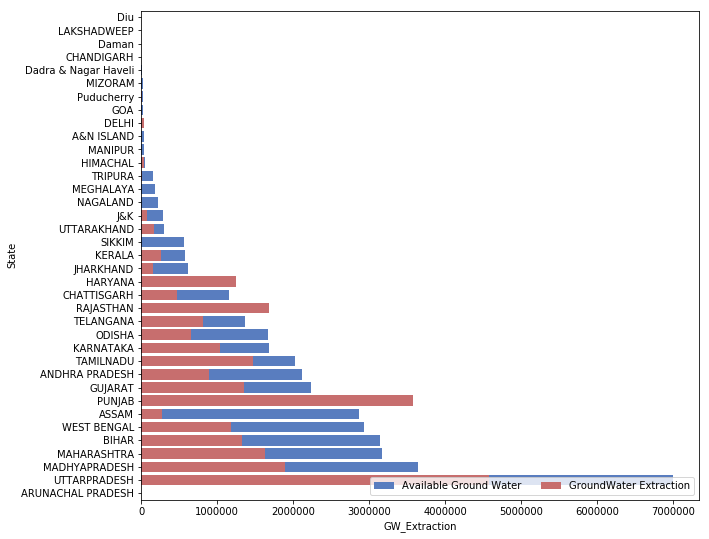 Diu
LAKSHADWEEP
Daman
CHANDIGARH
Dadra & Nagar Haveli
MIZORAM
Puducherry
GOA
DELHI
A&N ISLAND
MANIPUR
HIMACHAL
TRIPURA
MEGHALAYA
NAGALAND
J&K
UTTARAKHAND
SIKKIM
KERALA
JHARKHAND
HARYANA
CHATTISGARH
RAJASTHAN
TELANGANA
ODISHA
KARNATAKA
TAMILNADU
ANDHRA PRADESH
GUJARAT
PUNJAB
ASSAM
WEST BENGAL
BIHAR
MAHARASHTRA
MADHYAPRADESH
UTTARPRADESH
ARUNACHAL PRADESH
State
Available Ground Water
GroundWater Extraction
0 1000000 2000000 3000000 4000000 5000000 6000000 7000000
GW_Extraction